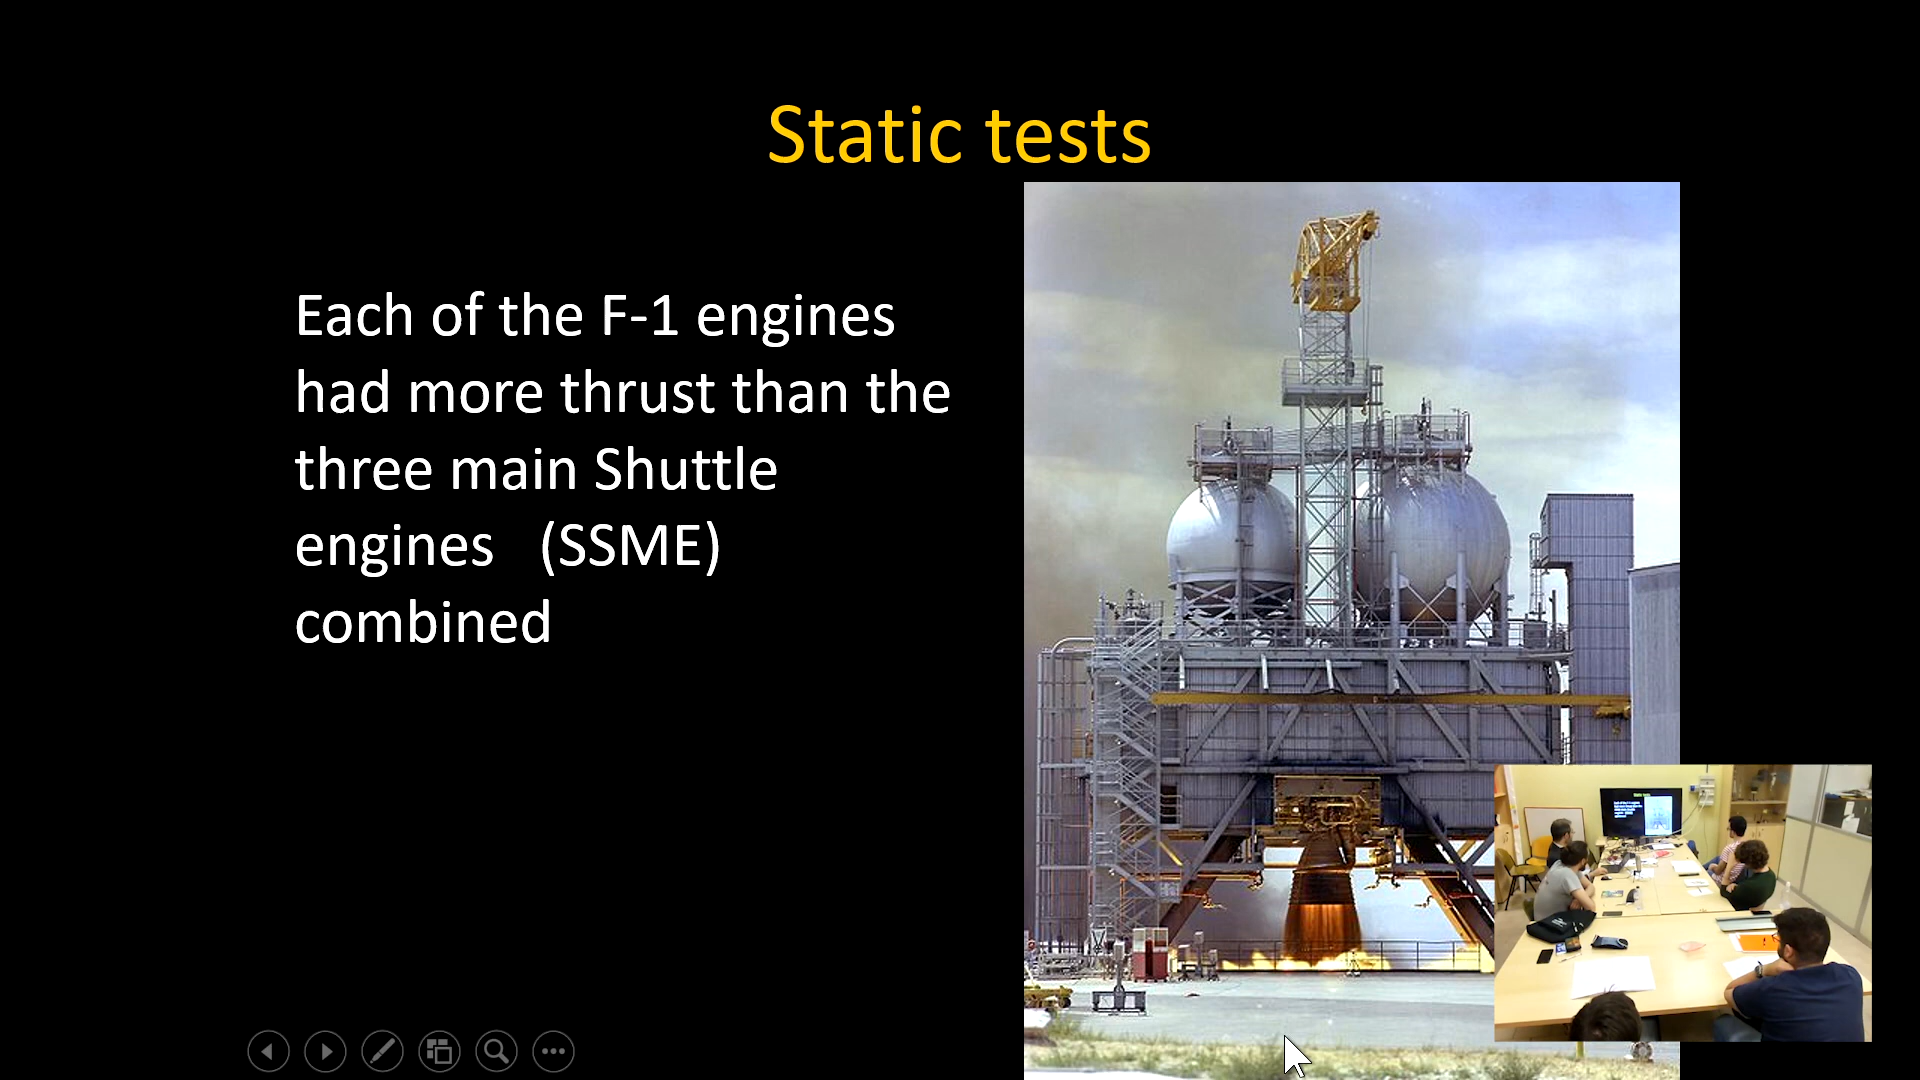 Static tests
Each of the F-1 engines
had more thrust than the
three main Shuttle
engines (SSME)
combined